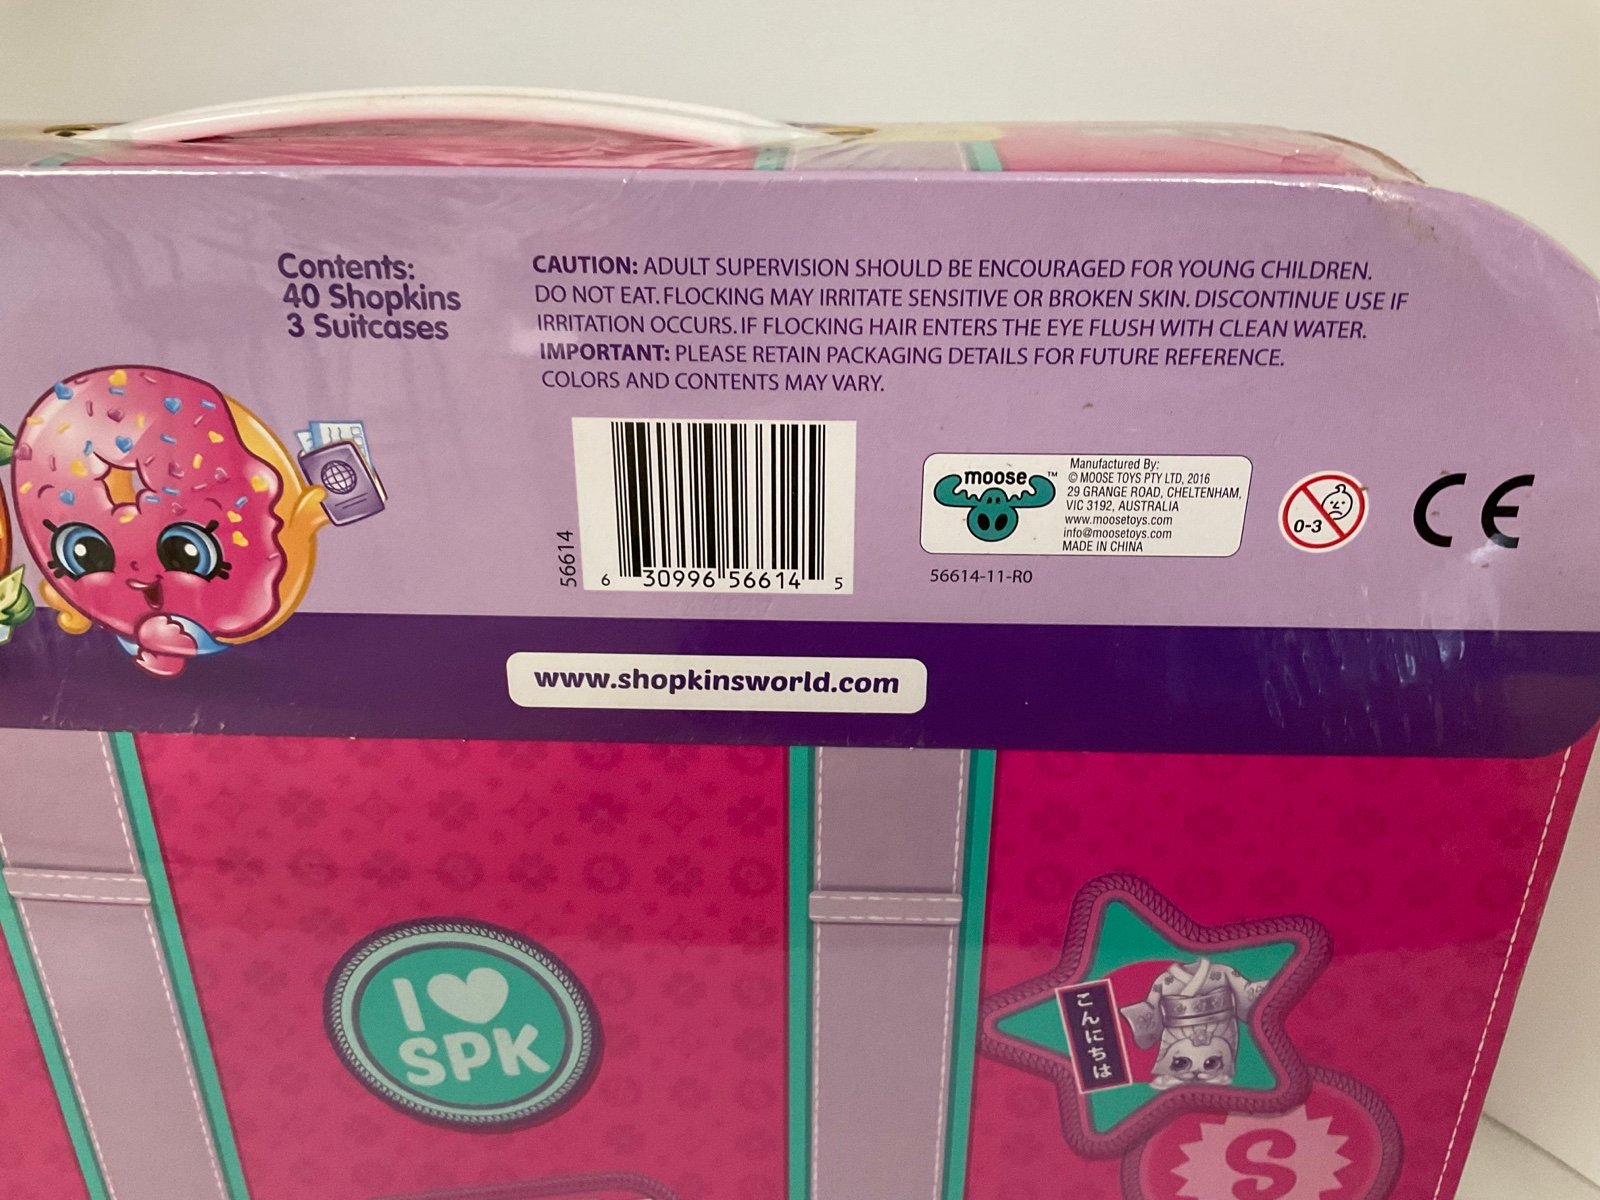 Contents:
40 Shopkins
3 Suitcases
CAUTION: ADULT SUPERVISION SHOULD BE ENCOURAGED FOR YOUNG CHILDREN.
DO NOT EAT. FLOCKING MAY IRRITATE SENSITIVE OR BROKEN SKIN. DISCONTINUE USE IF
IRRITATION OCCURS. IF FLOCKING HAIR ENTERS THE EYE FLUSH WITH CLEAN WATER.
IMPORTANT: PLEASE RETAIN PACKAGING DETAILS FOR FUTURE REFERENCE.
COLORS AND CONTENTS MAY VARY.
56614
6 30996 56614 5
moose™
Manufactured By:
© MOOSE TOYS PTY LTD, 2016
29 GRANGE ROAD, CHELTENHAM,
VIC 3192, AUSTRALIA
www.moosetoys.com
info@moosetoys.com
MADE IN CHINA
56614-11-R0
0-3
CE
www.shopkinsworld.com
I ♥
SPK
こんにちは
S